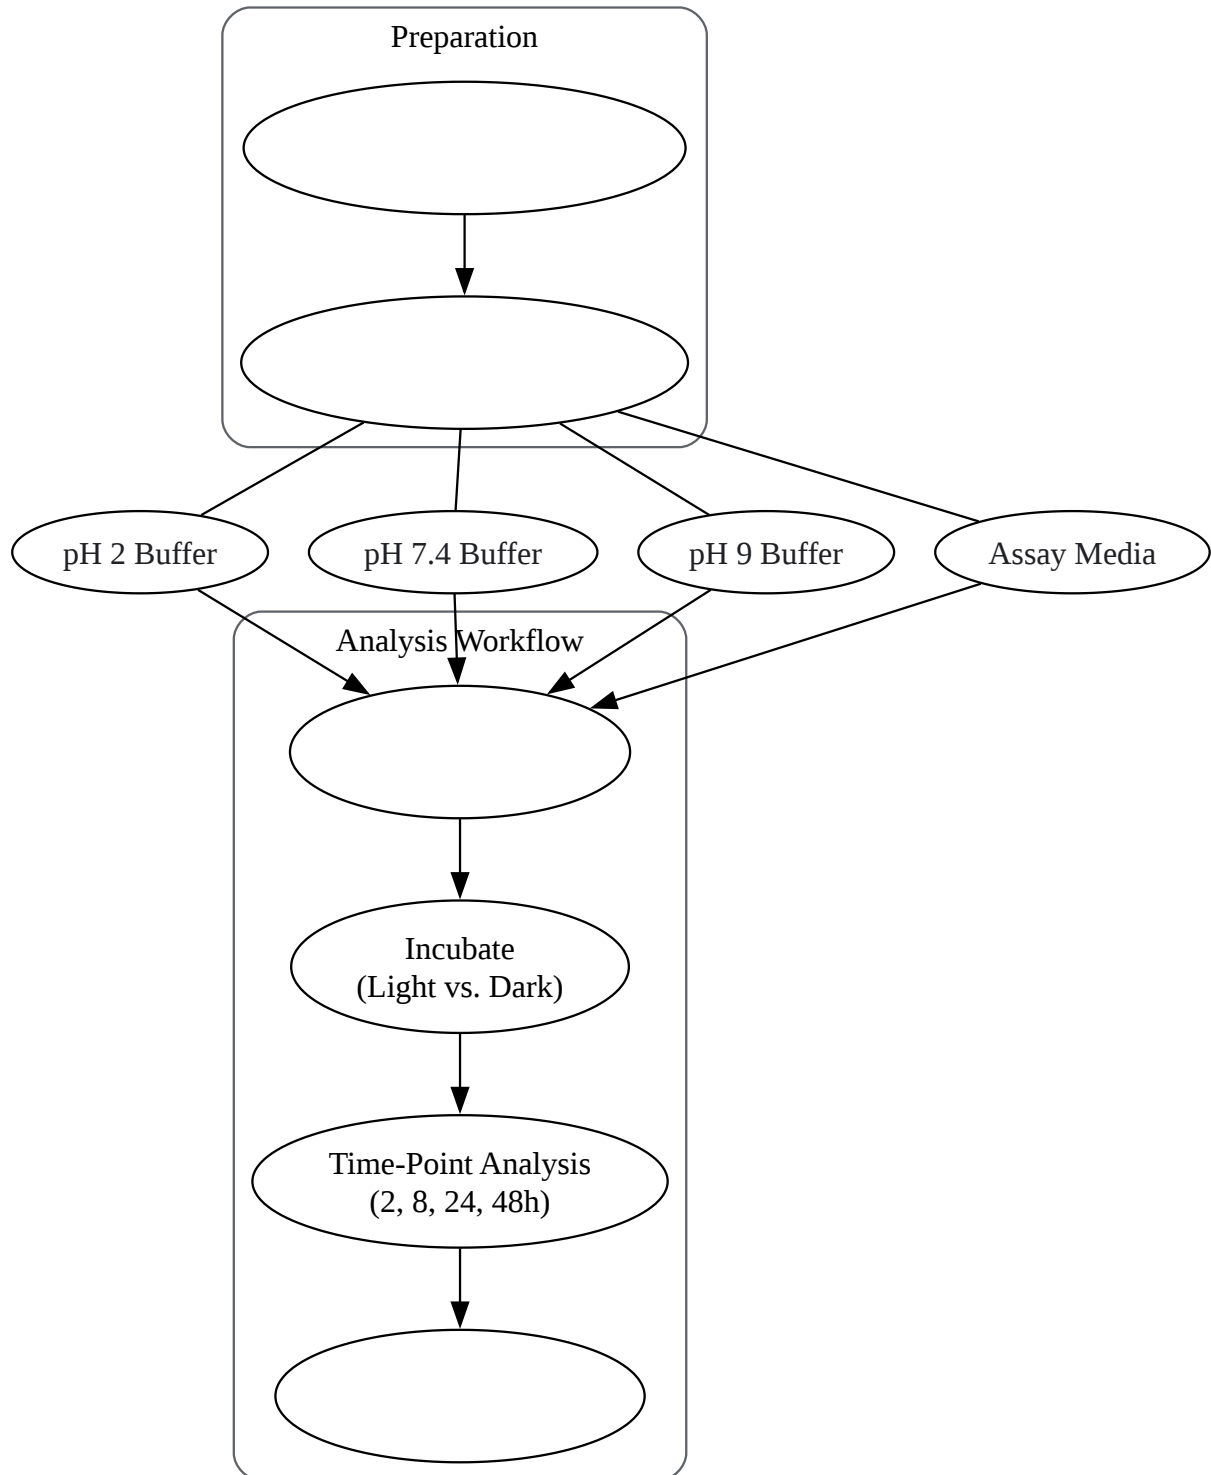 Preparation
pH 2 Buffer
pH 7.4 Buffer
pH 9 Buffer
Assay Media
Analysis Workflow
Incubate
(Light vs. Dark)
Time-Point Analysis
(2, 8, 24, 48h)